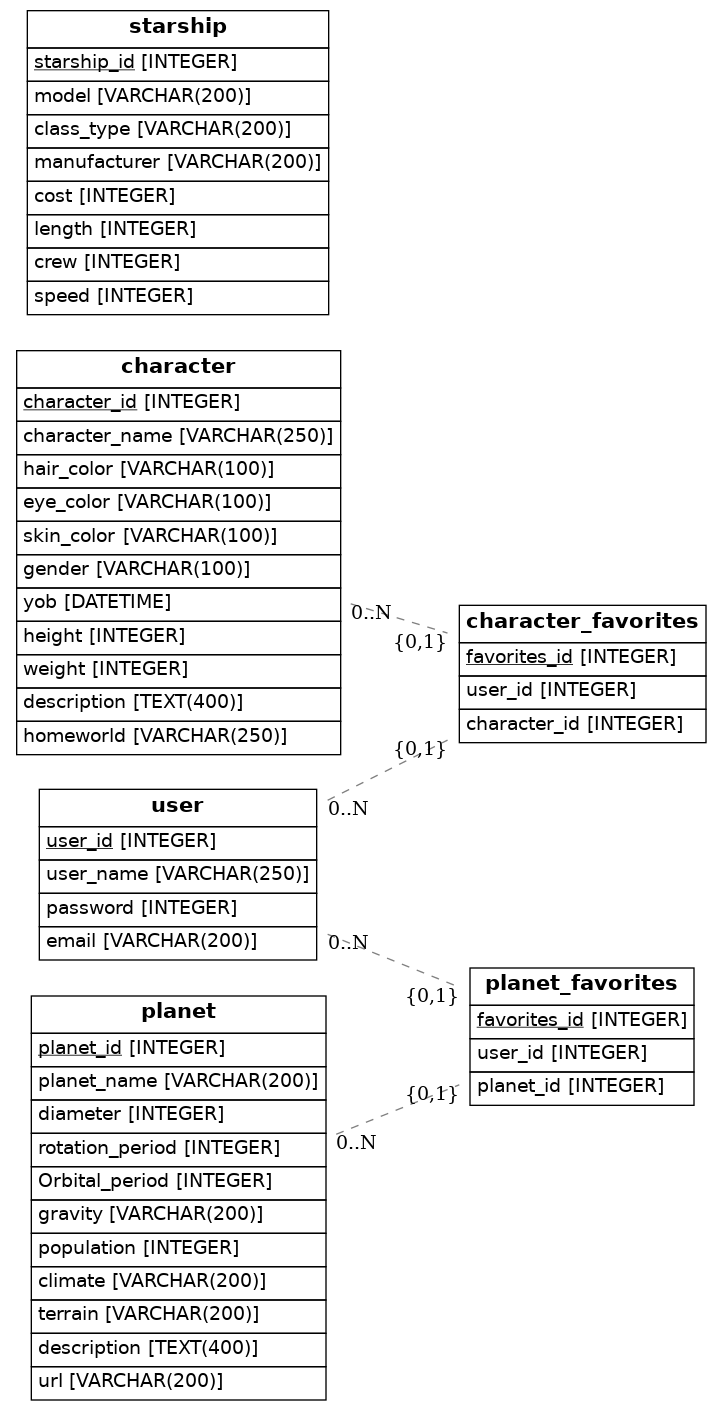 starship
starship_id [INTEGER]
model [VARCHAR(200)]
class_type [VARCHAR(200)]
manufacturer [VARCHAR(200)]
cost [INTEGER]
length [INTEGER]
crew [INTEGER]
speed [INTEGER]
character
character_id [INTEGER]
character_name [VARCHAR(250)]
hair_color [VARCHAR(100)]
eye_color [VARCHAR(100)]
skin_color [VARCHAR(100)]
gender [VARCHAR(100)]
yob [DATETIME]
height [INTEGER]
weight [INTEGER]
description [TEXT(400)]
homeworld [VARCHAR(250)]
0..N
{0,1}
character_favorites
favorites_id [INTEGER]
user_id [INTEGER]
character_id [INTEGER]
{0,1}
0..N
user
user_id [INTEGER]
user_name [VARCHAR(250)]
password [INTEGER]
email [VARCHAR(200)]
0..N
{0,1}
planet_favorites
favorites_id [INTEGER]
user_id [INTEGER]
planet_id [INTEGER]
{0,1}
0..N
planet
planet_id [INTEGER]
planet_name [VARCHAR(200)]
diameter [INTEGER]
rotation_period [INTEGER]
Orbital_period [INTEGER]
gravity [VARCHAR(200)]
population [INTEGER]
climate [VARCHAR(200)]
terrain [VARCHAR(200)]
description [TEXT(400)]
url [VARCHAR(200)]